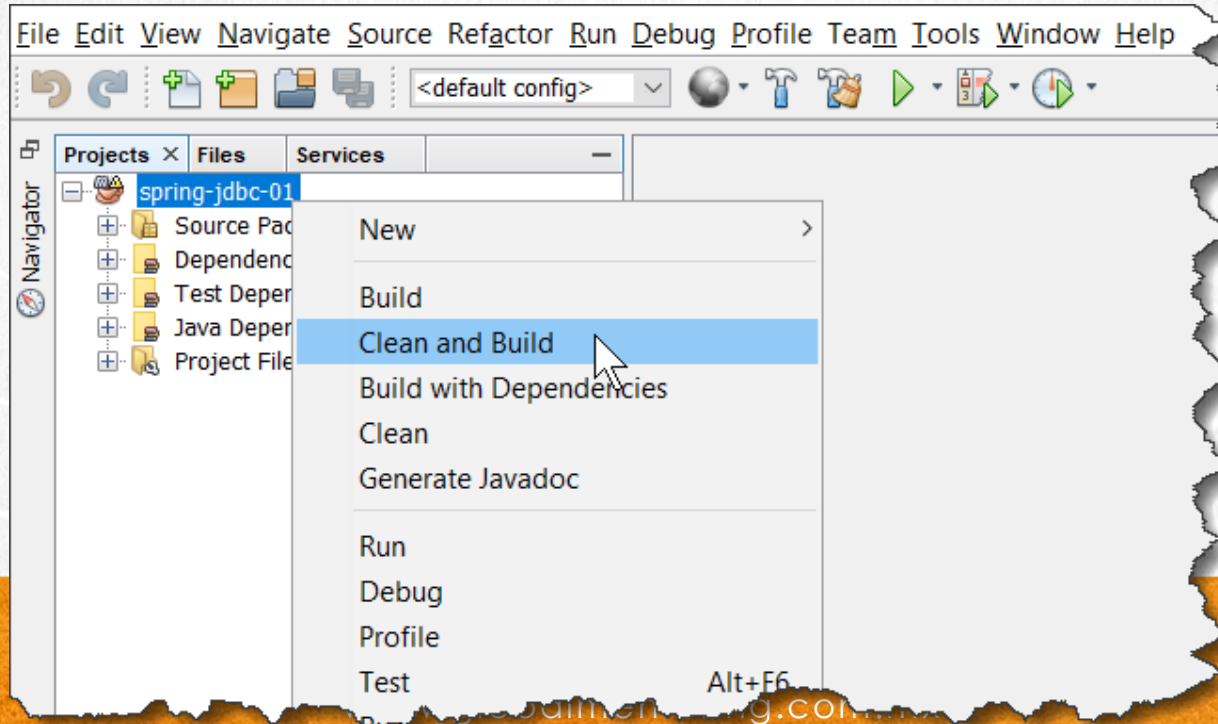 File Edit View Navigate Source Refactor Run Debug Profile Team Tools Window Help
<default config>
Projects Files Services
Navigator
spring-jdbc-01
Source Pac
Dependenc
Test Deper
Java Deper
Project File
New
Build
Clean and Build
Build with Dependencies
Clean
Generate Javadoc
Run
Debug
Profile
Test Alt+F6